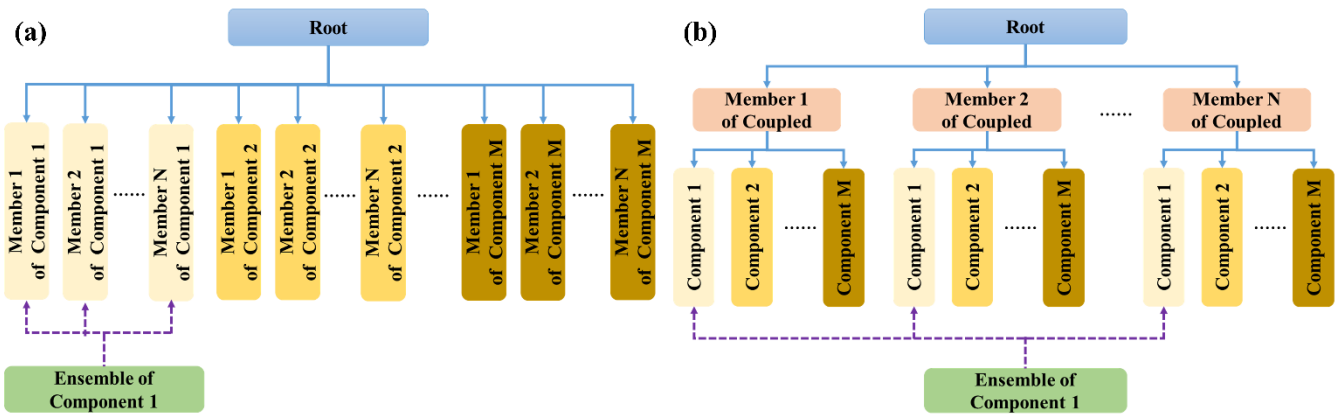 (a)
Root
Member 1
of Component 1
Member 2
of Component 1
......
Member N
of Component 1
Member 1
of Component 2
Member 2
of Component 2
......
Member N
of Component 2
......
Member 1
of Component M
Member 2
of Component M
......
Member N
of Component M
Ensemble of
Component 1
(b)
Root
Member 1
of Coupled
Member 2
of Coupled
......
Member N
of Coupled
Component 1
Component 2
......
Component M
Component 1
Component 2
......
Component M
Component 1
Component 2
......
Component M
Ensemble of
Component 1